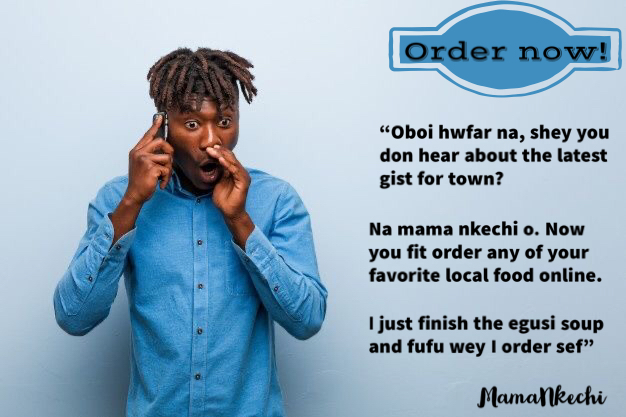 Order now!
“Oboi hwfar na, shey you
don hear about the latest
gist for town?
Na mama nkechi o. Now
you fit order any of your
favorite local food online.
I just finish the egusi soup
and fufu wey I order sef”
MamaNkechi